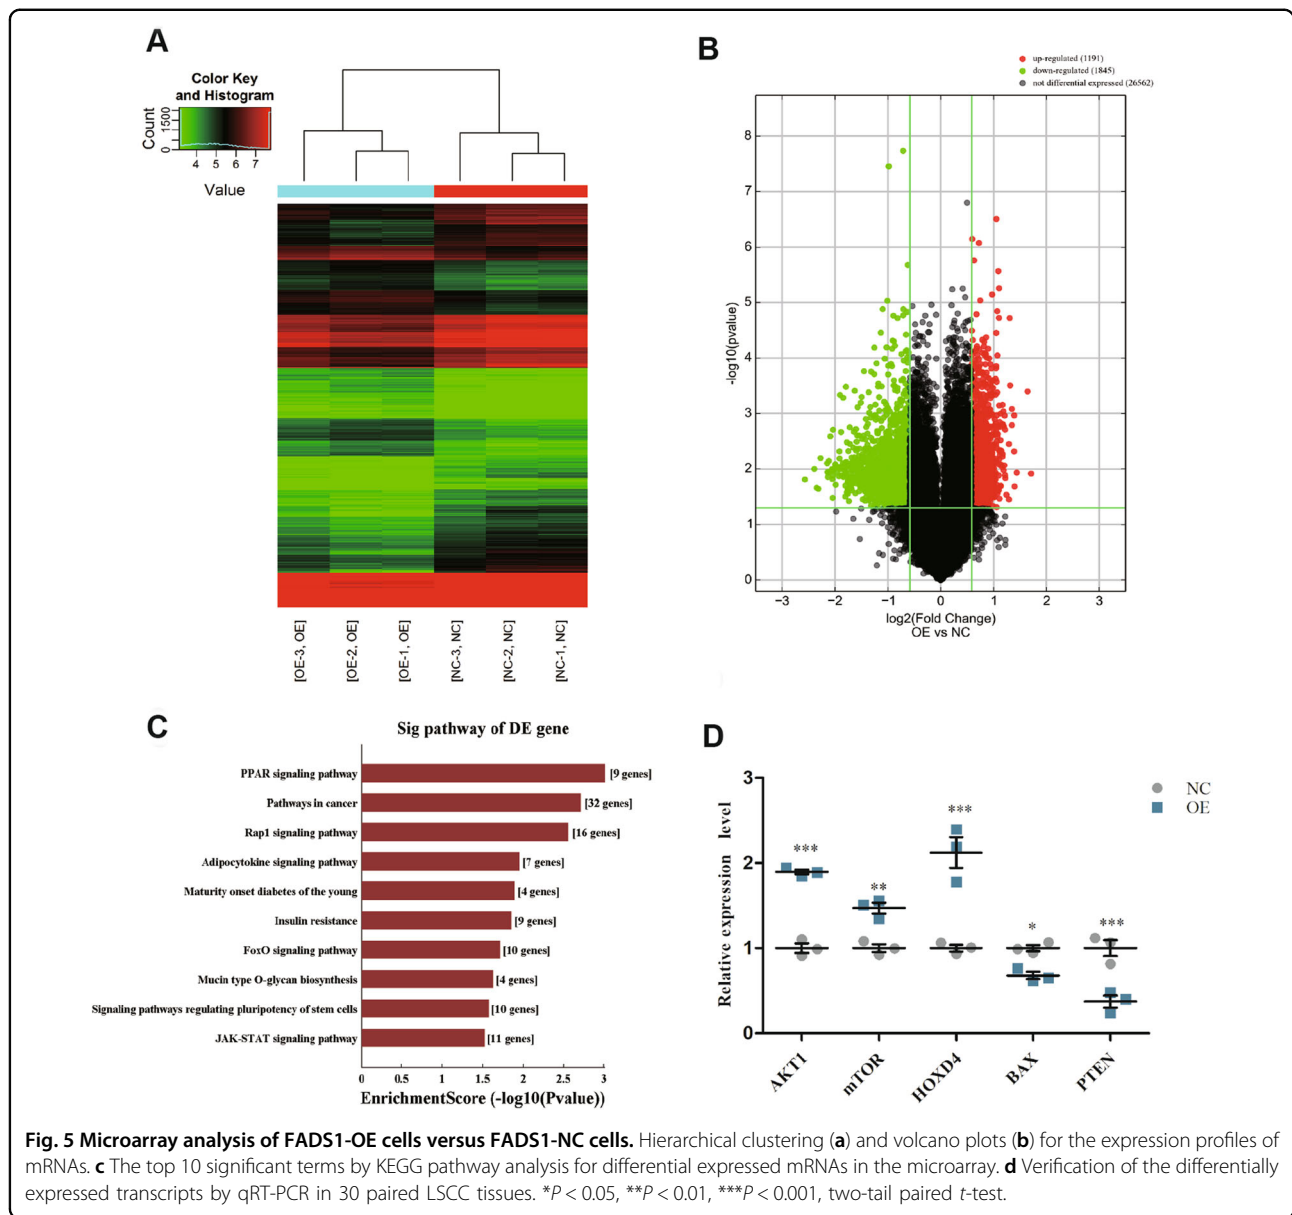 A
Color Key
and Histogram
Count
0 1500
4 5 6 7
Value
[OE-3, OE]
[OE-2, OE]
[OE-1, OE]
[NC-3, NC]
[NC-2, NC]
[NC-1, NC]
B
up-regulated (1191)
down-regulated (1845)
not differential expressed (26562)
-log10(pvalue)
8
7
6
5
4
3
2
1
0
−3 −2 −1 0 1 2 3
log2(Fold Change)
OE vs NC
C
Sig pathway of DE gene
PPAR signaling pathway [9 genes]
Pathways in cancer [32 genes]
Rap1 signaling pathway [16 genes]
Adipocytokine signaling pathway [7 genes]
Maturity onset diabetes of the young [4 genes]
Insulin resistance [9 genes]
FoxO signaling pathway [10 genes]
Mucin type O-glycan biosynthesis [4 genes]
Signaling pathways regulating pluripotency of stem cells [10 genes]
JAK-STAT signaling pathway [11 genes]
0 0.5 1 1.5 2 2.5 3
EnrichmentScore (-log10(Pvalue))
D
NC
OE
Relative expression level
3
2
1
0
***
**
***
*
***
AKT1
mTOR
HOXD4
BAX
PTEN
Fig. 5 Microarray analysis of FADS1-OE cells versus FADS1-NC cells. Hierarchical clustering (a) and volcano plots (b) for the expression profiles of
mRNAs. c The top 10 significant terms by KEGG pathway analysis for differential expressed mRNAs in the microarray. d Verification of the differentially
expressed transcripts by qRT-PCR in 30 paired LSCC tissues. *P < 0.05, **P < 0.01, ***P < 0.001, two-tail paired t-test.